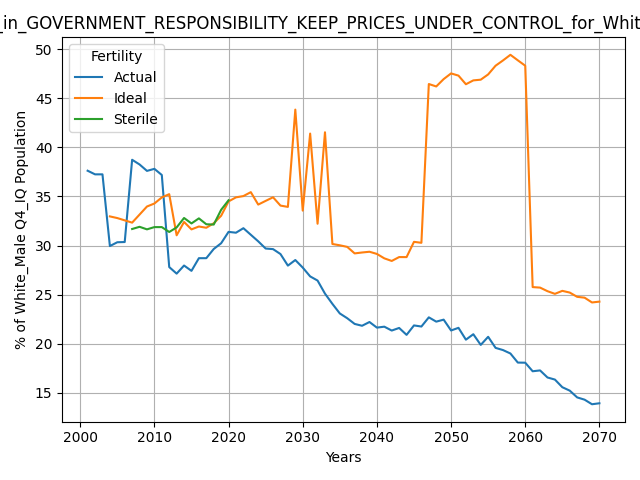 _in_GOVERNMENT_RESPONSIBILITY_KEEP_PRICES_UNDER_CONTROL_for_Whit
Fertility
Actual
Ideal
Sterile
% of White_Male Q4_IQ Population
50
45
40
35
30
25
20
15
2000 2010 2020 2030 2040 2050 2060 2070
Years